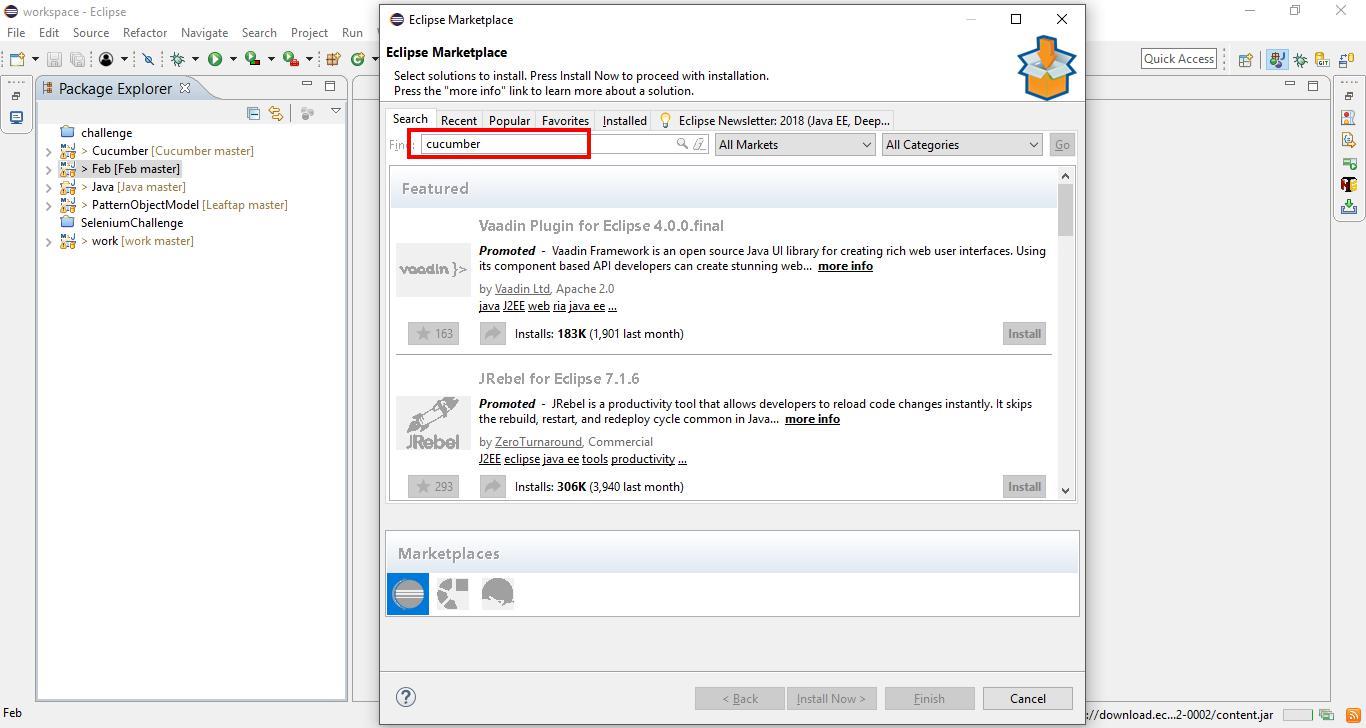 workspace - Eclipse
File Edit Source Refactor Navigate Search Project Run
Quick Access
Package Explorer
challenge
> Cucumber [Cucumber master]
> Feb [Feb master]
> Java [Java master]
> PatternObjectModel [Leaftap master]
SeleniumChallenge
> work [work master]
Feb
Eclipse Marketplace
Eclipse Marketplace
Select solutions to install. Press Install Now to proceed with installation.
Press the "more info" link to learn more about a solution.
Search Recent Popular Favorites Installed Eclipse Newsletter: 2018 (Java EE, Deep...
cucumber All Markets All Categories Go
Featured
Vaadin Plugin for Eclipse 4.0.0.final
vaadin }>
Promoted - Vaadin Framework is an open source Java UI library for creating rich web user interfaces. Using
its component based API developers can create stunning web... more info
by Vaadin Ltd, Apache 2.0
java J2EE web ria java ee ...
163 Installs: 183K (1,901 last month) Install
JRebel for Eclipse 7.1.6
JRebel
Promoted - JRebel is a productivity tool that allows developers to reload code changes instantly. It skips
the rebuild, restart, and redeploy cycle common in Java... more info
by ZeroTurnaround, Commercial
J2EE eclipse java ee tools productivity ...
293 Installs: 306K (3,940 last month) Install
Marketplaces
? < Back Install Now > Finish Cancel
://download.ec...2-0002/content.jar